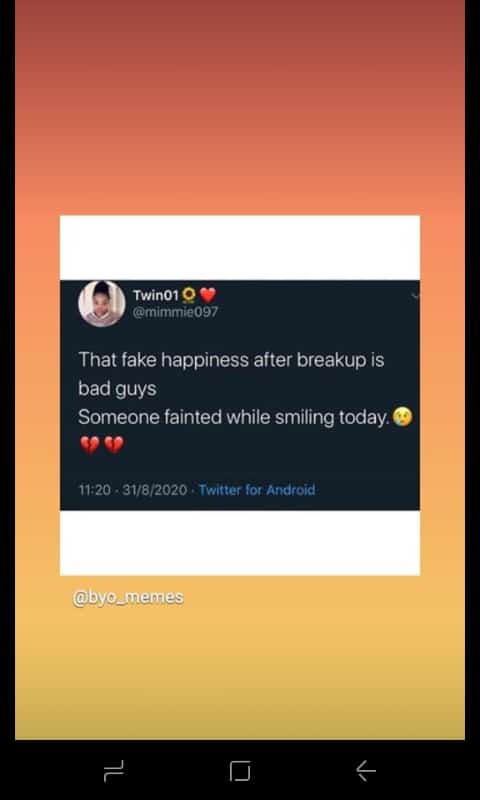 Twin01🌻❤️
@mimmie097
That fake happiness after breakup is
bad guys
Someone fainted while smiling today.😢
💔💔
11:20 · 31/8/2020 · Twitter for Android
@byo_memes